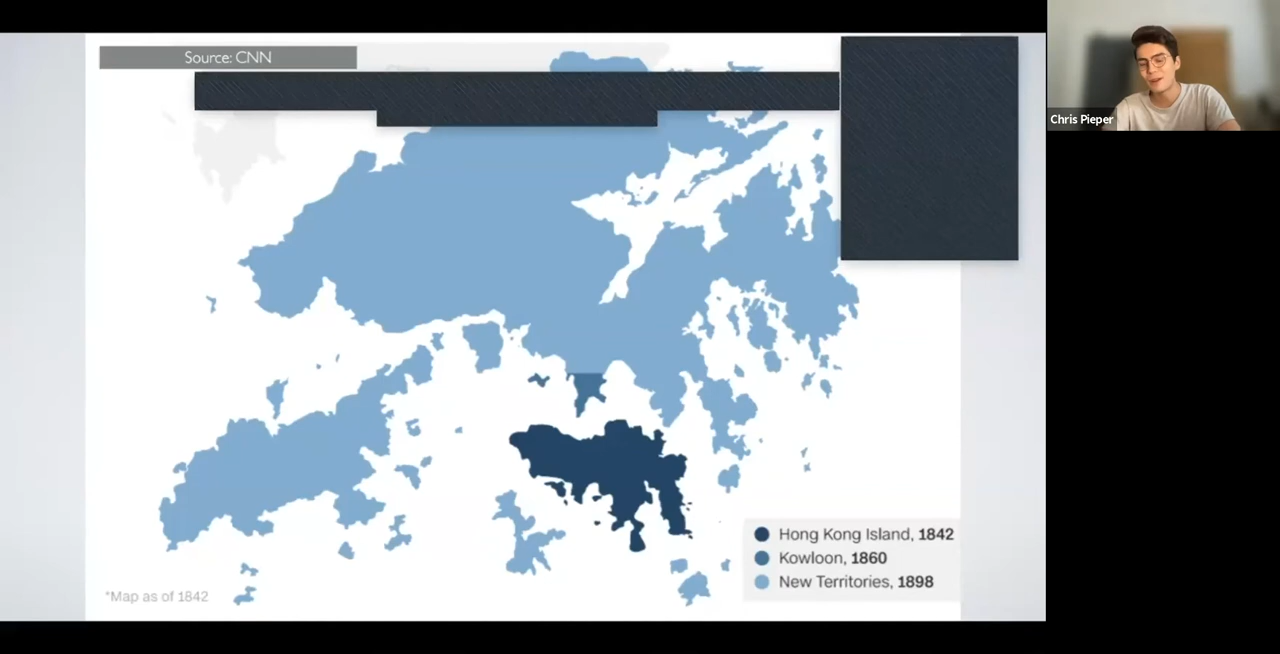 Source: CNN
Chris Pieper
Hong Kong Island, 1842
Kowloon, 1860
New Territories, 1898
*Map as of 1842